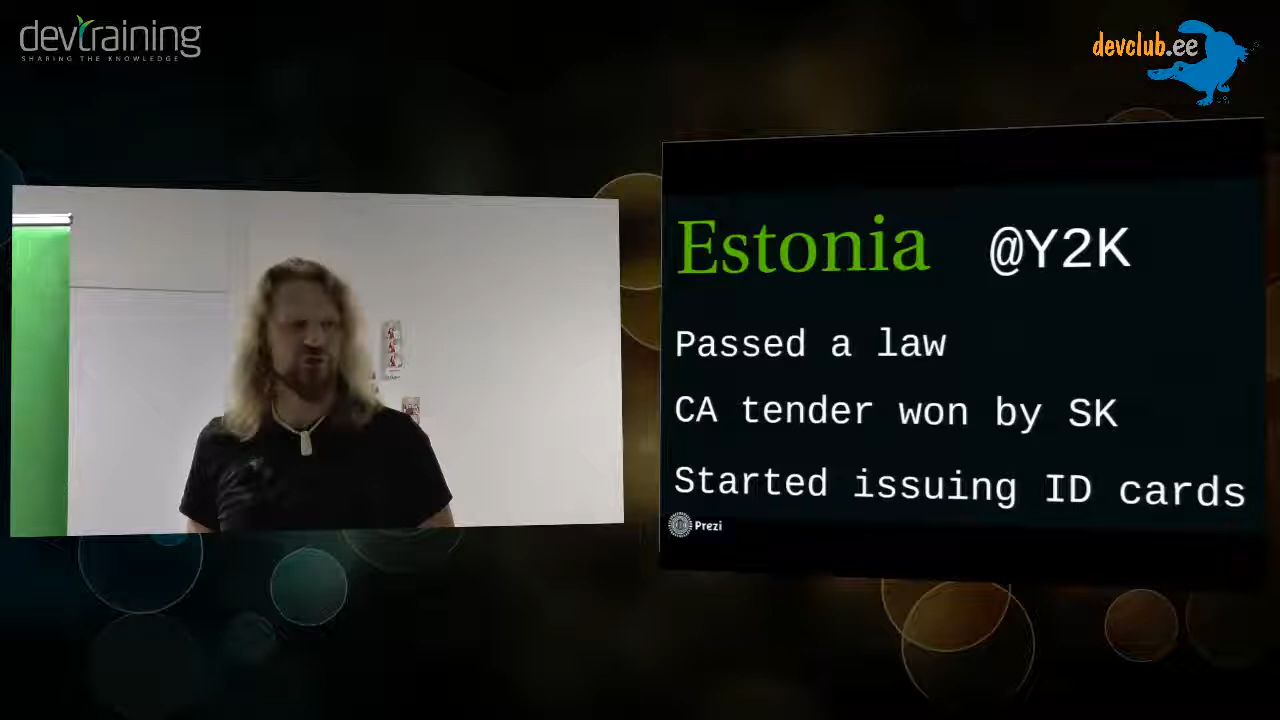 devtraining
SHARING THE KNOWLEDGE
devclub.ee
Estonia @Y2K
Passed a law
CA tender won by SK
Started issuing ID cards
Prezi